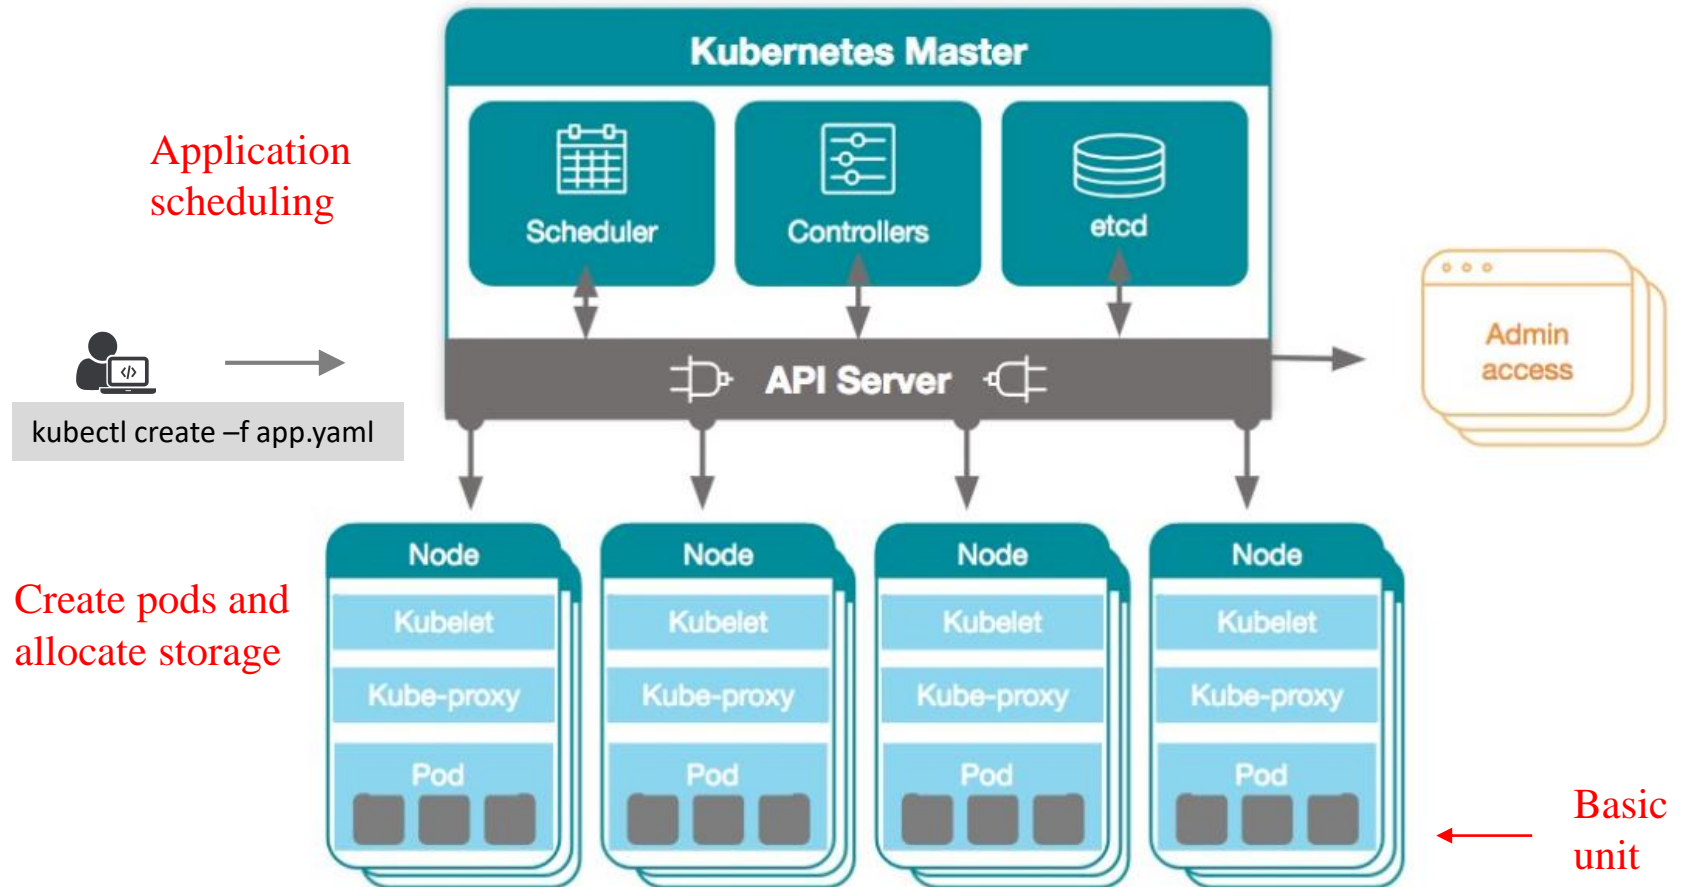 Kubernetes Master
Application
scheduling
Scheduler
Controllers
etcd
</>
kubectl create –f app.yaml
API Server
Admin
access
Create pods and
allocate storage
Node
Kubelet
Kube-proxy
Pod
Node
Kubelet
Kube-proxy
Pod
Node
Kubelet
Kube-proxy
Pod
Node
Kubelet
Kube-proxy
Pod
Basic
unit